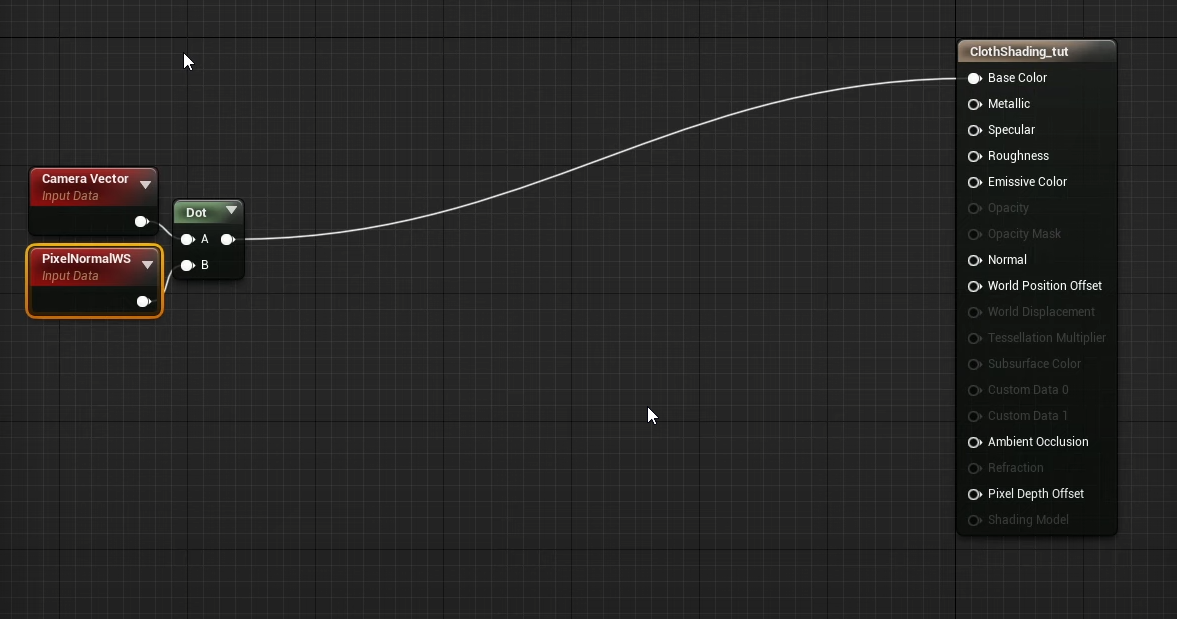 Camera Vector
Input Data
PixelNormalWS
Input Data
Dot
A
B
ClothShading_tut
Base Color
Metallic
Specular
Roughness
Emissive Color
Opacity
Opacity Mask
Normal
World Position Offset
World Displacement
Tessellation Multiplier
Subsurface Color
Custom Data 0
Custom Data 1
Ambient Occlusion
Refraction
Pixel Depth Offset
Shading Model